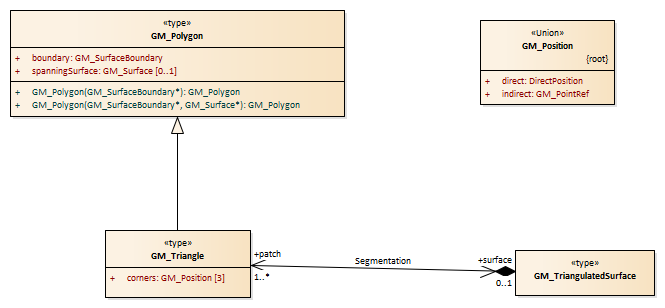 «type»
GM_Polygon
+ boundary: GM_SurfaceBoundary
+ spanningSurface: GM_Surface [0..1]
+ GM_Polygon(GM_SurfaceBoundary*): GM_Polygon
+ GM_Polygon(GM_SurfaceBoundary*, GM_Surface*): GM_Polygon
«Union»
GM_Position
{root}
+ direct: DirectPosition
+ indirect: GM_PointRef
«type»
GM_Triangle
+ corners: GM_Position [3]
+patch
1..*
Segmentation
+surface
0..1
«type»
GM_TriangulatedSurface